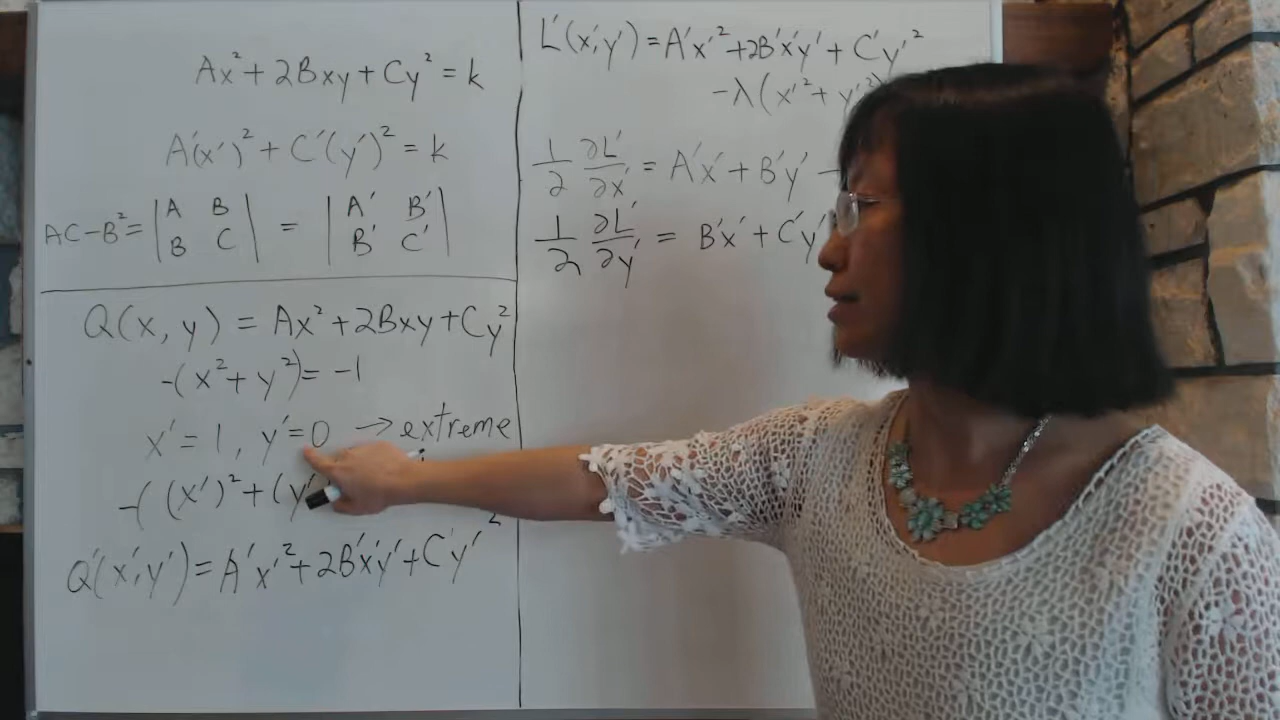 Ax² + 2Bxy + Cy² = k
A'(x')² + C'(y')² = k
AC-B² = |A B| = |A' B'|
|B C| |B' C'|
Q(x, y) = Ax² + 2Bxy + Cy²
-(x² + y²) = -1
x' = 1, y' = 0 → extreme
-((x')² + (y'
Q'(x', y') = A'x'² + 2B'x'y' + C'y'²
L'(x', y') = A'x'² + 2B'x'y' + C'y'²
-λ(x'² + y'²)
1/2 ∂L'/∂x' = A'x' + B'y' -
1/2 ∂L'/∂y' = B'x' + C'y'